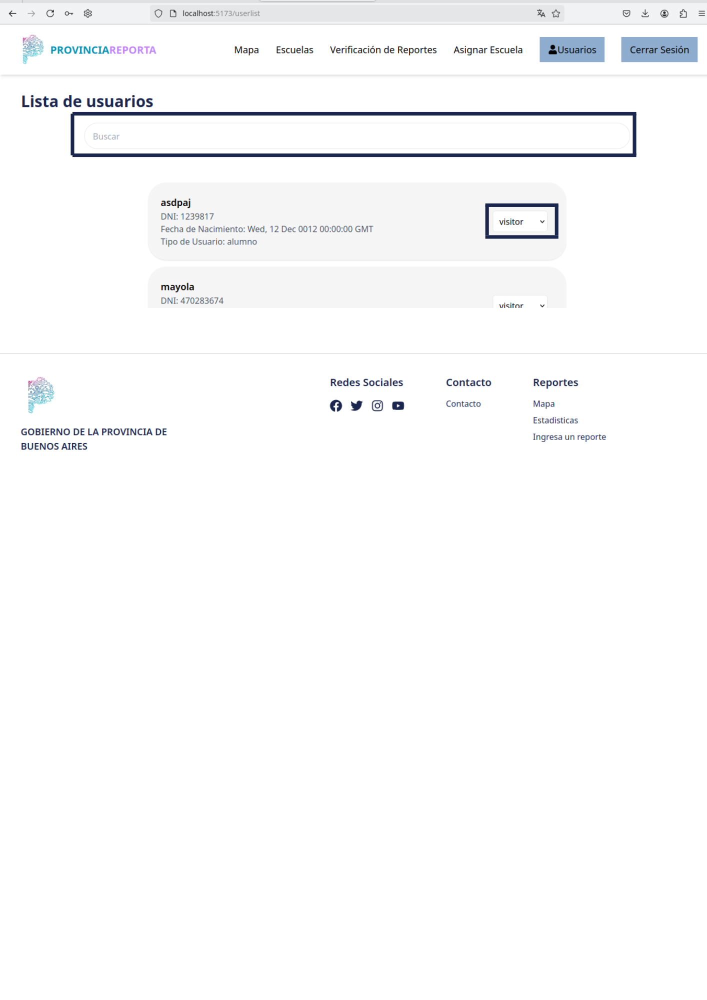 localhost:5173/userlist
PROVINCIAREPORTA
Mapa
Escuelas
Verificación de Reportes
Asignar Escuela
Usuarios
Cerrar Sesión
Lista de usuarios
Buscar
asdpaj
DNI: 1239817
Fecha de Nacimiento: Wed, 12 Dec 0012 00:00:00 GMT
Tipo de Usuario: alumno
visitor
mayola
DNI: 470283674
visitor
GOBIERNO DE LA PROVINCIA DE
BUENOS AIRES
Redes Sociales
Contacto
Contacto
Reportes
Mapa
Estadisticas
Ingresa un reporte